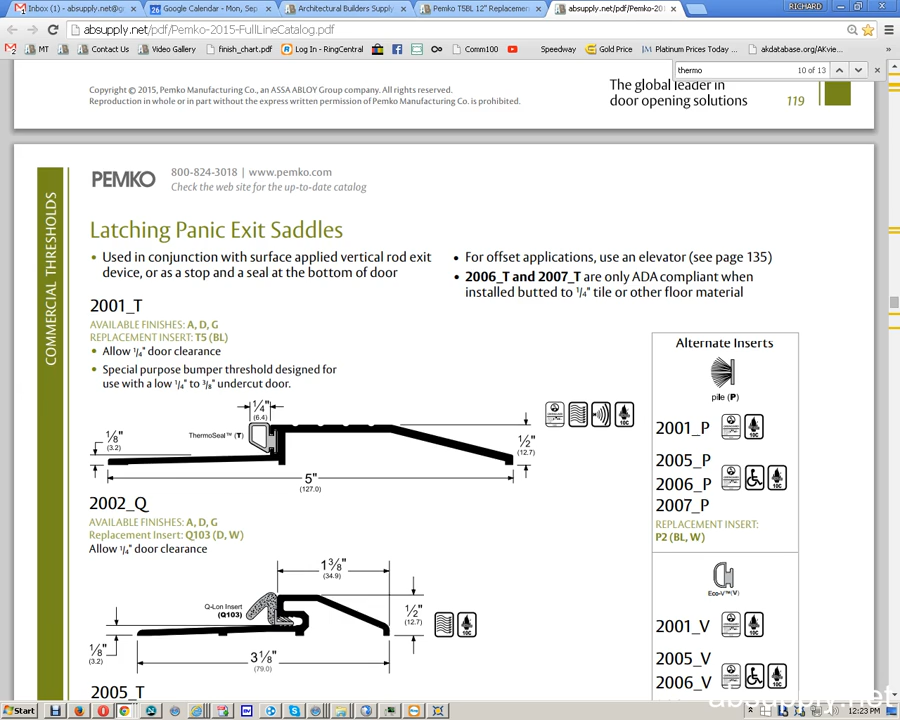 Inbox (1) - absupply.net@g
26 Google Calendar - Mon, Sep
Architectural Builders Supply
Pemko T5BL 12" Replacemen
absupply.net/pdf/Pemko-20
RICHARD
absupply.net/pdf/Pemko-2015-FullLineCatalog.pdf
MT
Contact Us
Video Gallery
finish_chart.pdf
Log In - RingCentral
Comm100
Speedway
Gold Price
Platinum Prices Today ...
akdatabase.org/AKvie...
thermo
10 of 13
Copyright © 2015, Pemko Manufacturing Co., an ASSA ABLOY Group company. All rights reserved.
Reproduction in whole or in part without the express written permission of Pemko Manufacturing Co. is prohibited.
The global leader in
door opening solutions
119
COMMERCIAL THRESHOLDS
PEMKO
800-824-3018 | www.pemko.com
Check the web site for the up-to-date catalog
Latching Panic Exit Saddles
• Used in conjunction with surface applied vertical rod exit
device, or as a stop and a seal at the bottom of door
• For offset applications, use an elevator (see page 135)
• 2006_T and 2007_T are only ADA compliant when
installed butted to 1/4" tile or other floor material
2001_T
AVAILABLE FINISHES: A, D, G
REPLACEMENT INSERT: T5 (BL)
• Allow 1/4" door clearance
• Special purpose bumper threshold designed for
use with a low 1/4" to 3/8" undercut door.
1/4"
(6.4)
ThermoSeal™ (T)
1/8"
(3.2)
1/2"
(12.7)
5"
(127.0)
2002_Q
AVAILABLE FINISHES: A, D, G
Replacement Insert: Q103 (D, W)
Allow 1/4" door clearance
1 3/8"
(34.9)
Q-Lon Insert
(Q103)
1/2"
(12.7)
1/8"
(3.2)
3 1/8"
(79.0)
2005_T
Alternate Inserts
pile (P)
2001_P
10C
2005_P
2006_P
10C
2007_P
REPLACEMENT INSERT:
P2 (BL, W)
Eco-V™(V)
2001_V
10C
2005_V
2006_V
10C
absupply.net
Start
12:23 PM